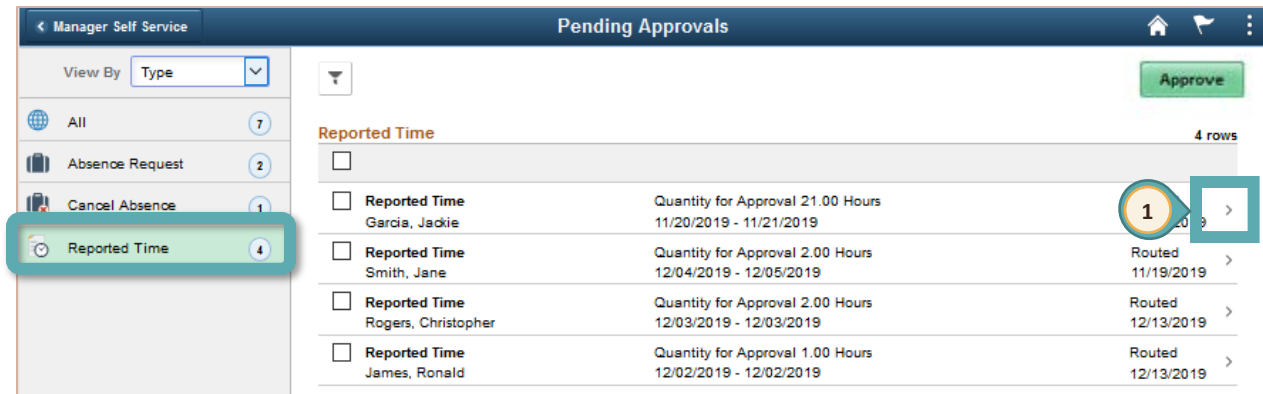 Manager Self Service
Pending Approvals
View By Type
Approve
All 7
Absence Request 2
Cancel Absence 1
Reported Time 4
Reported Time
4 rows
Reported Time Quantity for Approval 21.00 Hours
Garcia, Jackie 11/20/2019 - 11/21/2019
1
Reported Time Quantity for Approval 2.00 Hours Routed
Smith, Jane 12/04/2019 - 12/05/2019 11/19/2019
Reported Time Quantity for Approval 2.00 Hours Routed
Rogers, Christopher 12/03/2019 - 12/03/2019 12/13/2019
Reported Time Quantity for Approval 1.00 Hours Routed
James, Ronald 12/02/2019 - 12/02/2019 12/13/2019